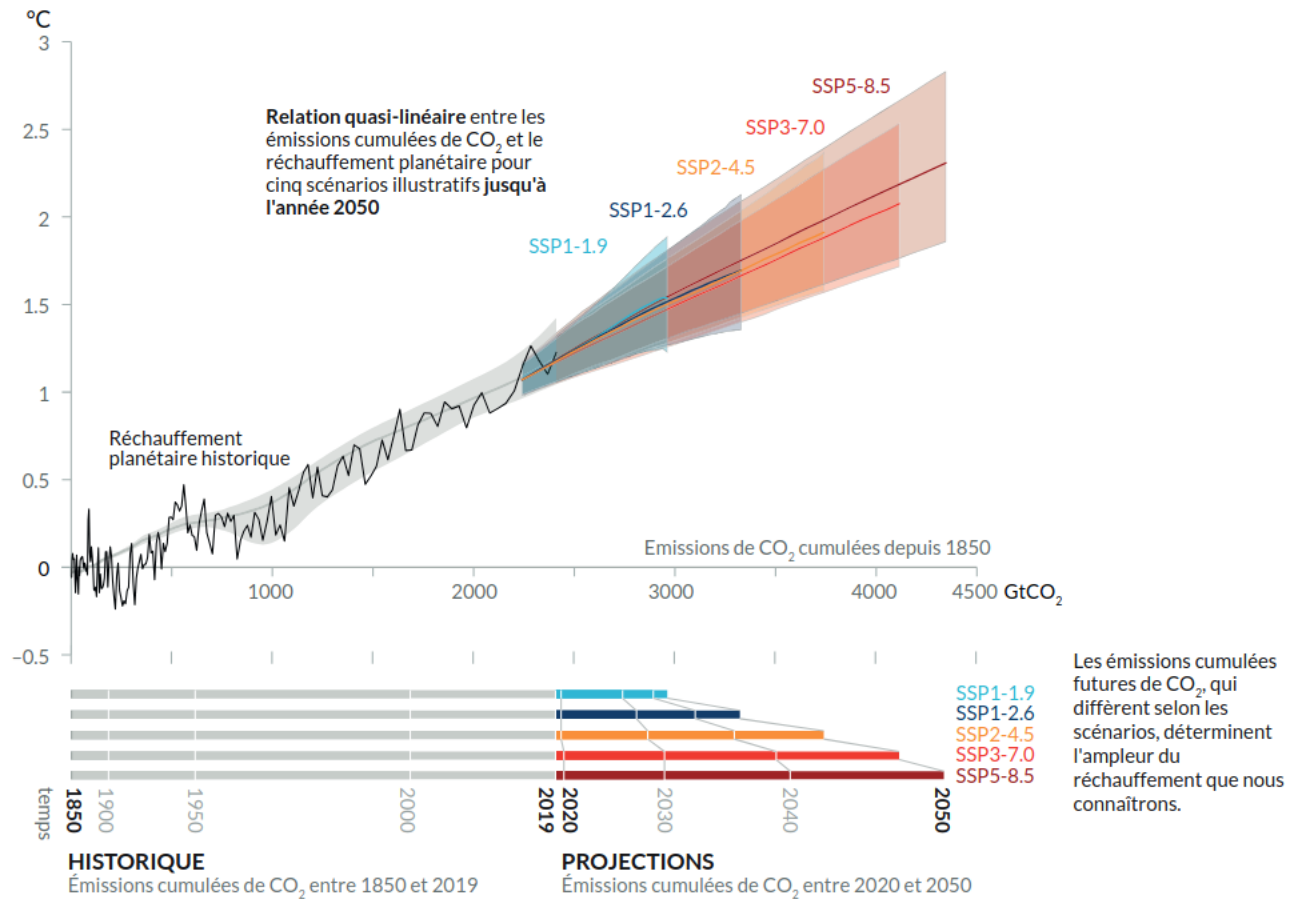 °C
3
2.5
2
1.5
1
0.5
0
–0.5
Relation quasi-linéaire entre les
émissions cumulées de CO₂ et le
réchauffement planétaire pour
cinq scénarios illustratifs jusqu'à
l'année 2050
SSP5-8.5
SSP3-7.0
SSP2-4.5
SSP1-2.6
SSP1-1.9
Réchauffement
planétaire historique
Emissions de CO₂ cumulées depuis 1850
1000
2000
3000
4000
4500 GtCO₂
SSP1-1.9
SSP1-2.6
SSP2-4.5
SSP3-7.0
SSP5-8.5
Les émissions cumulées
futures de CO₂, qui
diffèrent selon les
scénarios, déterminent
l'ampleur du
réchauffement que nous
connaîtrons.
temps
1850
1900
1950
2000
2019
2020
2030
2040
2050
HISTORIQUE
Émissions cumulées de CO₂ entre 1850 et 2019
PROJECTIONS
Émissions cumulées de CO₂ entre 2020 et 2050